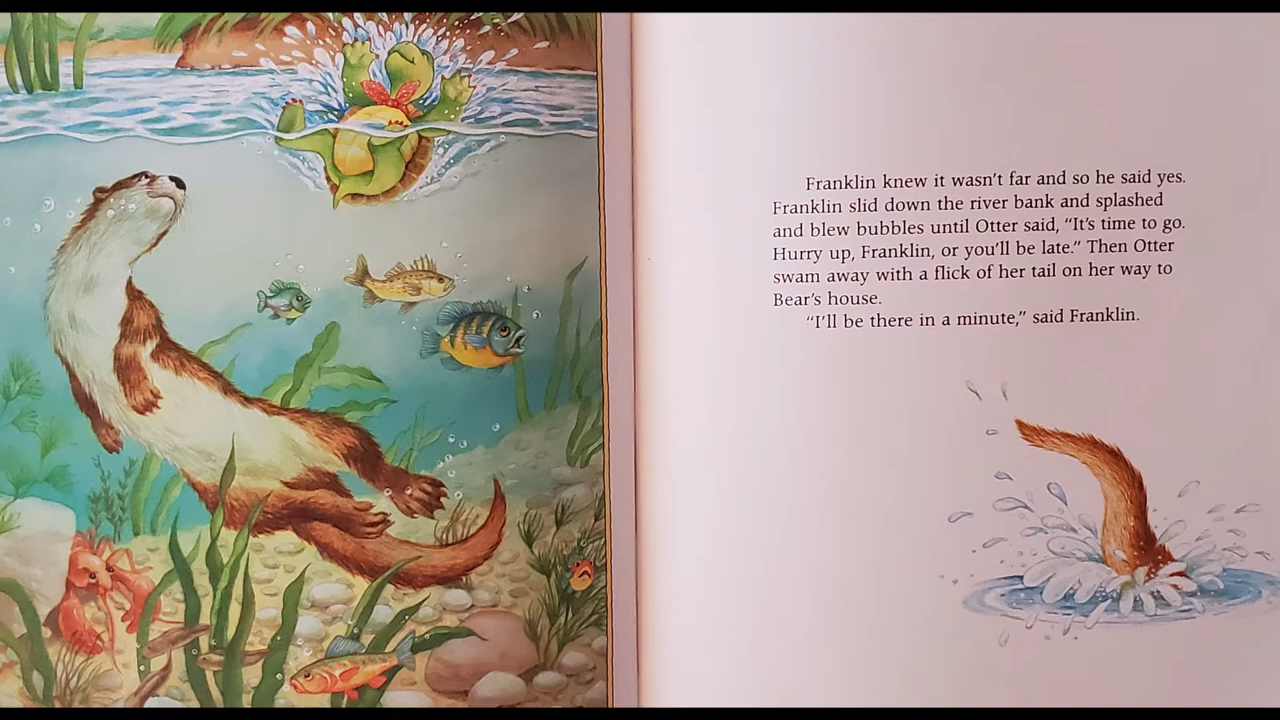 Franklin knew it wasn't far and so he said yes.
Franklin slid down the river bank and splashed
and blew bubbles until Otter said, “It's time to go.
Hurry up, Franklin, or you'll be late.” Then Otter
swam away with a flick of her tail on her way to
Bear's house.
“I'll be there in a minute,” said Franklin.